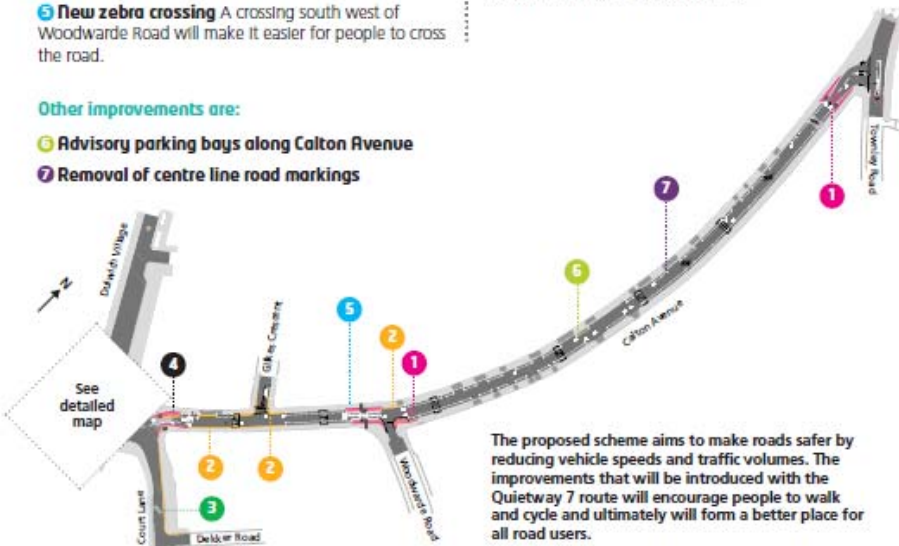 5 New zebra crossing A crossing south west of
Woodwarde Road will make it easier for people to cross
the road.
Other improvements are:
6 Advisory parking bays along Calton Avenue
7 Removal of centre line road markings
Dulwich Village
N
See
detailed
map
4
Gilkes Crescent
5
2
1
6
7
1
Townley Road
Calton Avenue
2
2
3
Court Lane
Dekker Road
Woodwarde Road
The proposed scheme aims to make roads safer by
reducing vehicle speeds and traffic volumes. The
improvements that will be introduced with the
Quietway 7 route will encourage people to walk
and cycle and ultimately will form a better place for
all road users.